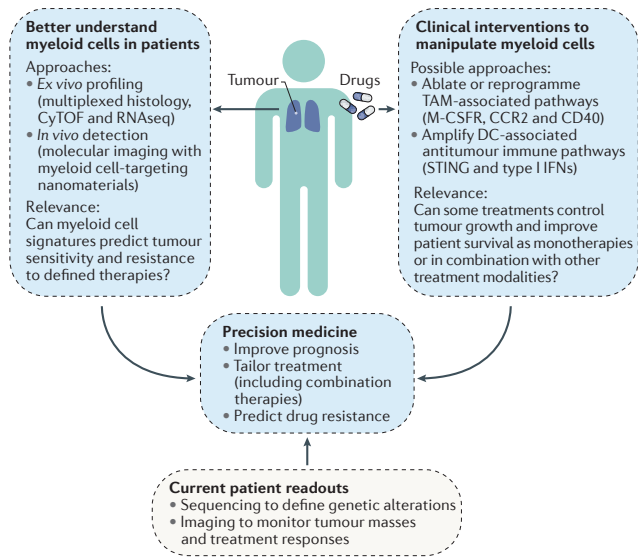 Better understand
myeloid cells in patients
Approaches:
• Ex vivo profiling
(multiplexed histology,
CyTOF and RNAseq)
• In vivo detection
(molecular imaging with
myeloid cell-targeting
nanomaterials)
Relevance:
Can myeloid cell
signatures predict tumour
sensitivity and resistance
to defined therapies?
Tumour
Drugs
Clinical interventions to
manipulate myeloid cells
Possible approaches:
• Ablate or reprogramme
TAM-associated pathways
(M-CSFR, CCR2 and CD40)
• Amplify DC-associated
antitumour immune pathways
(STING and type I IFNs)
Relevance:
Can some treatments control
tumour growth and improve
patient survival as monotherapies
or in combination with other
treatment modalities?
Precision medicine
• Improve prognosis
• Tailor treatment
(including combination
therapies)
• Predict drug resistance
Current patient readouts
• Sequencing to define genetic alterations
• Imaging to monitor tumour masses
and treatment responses